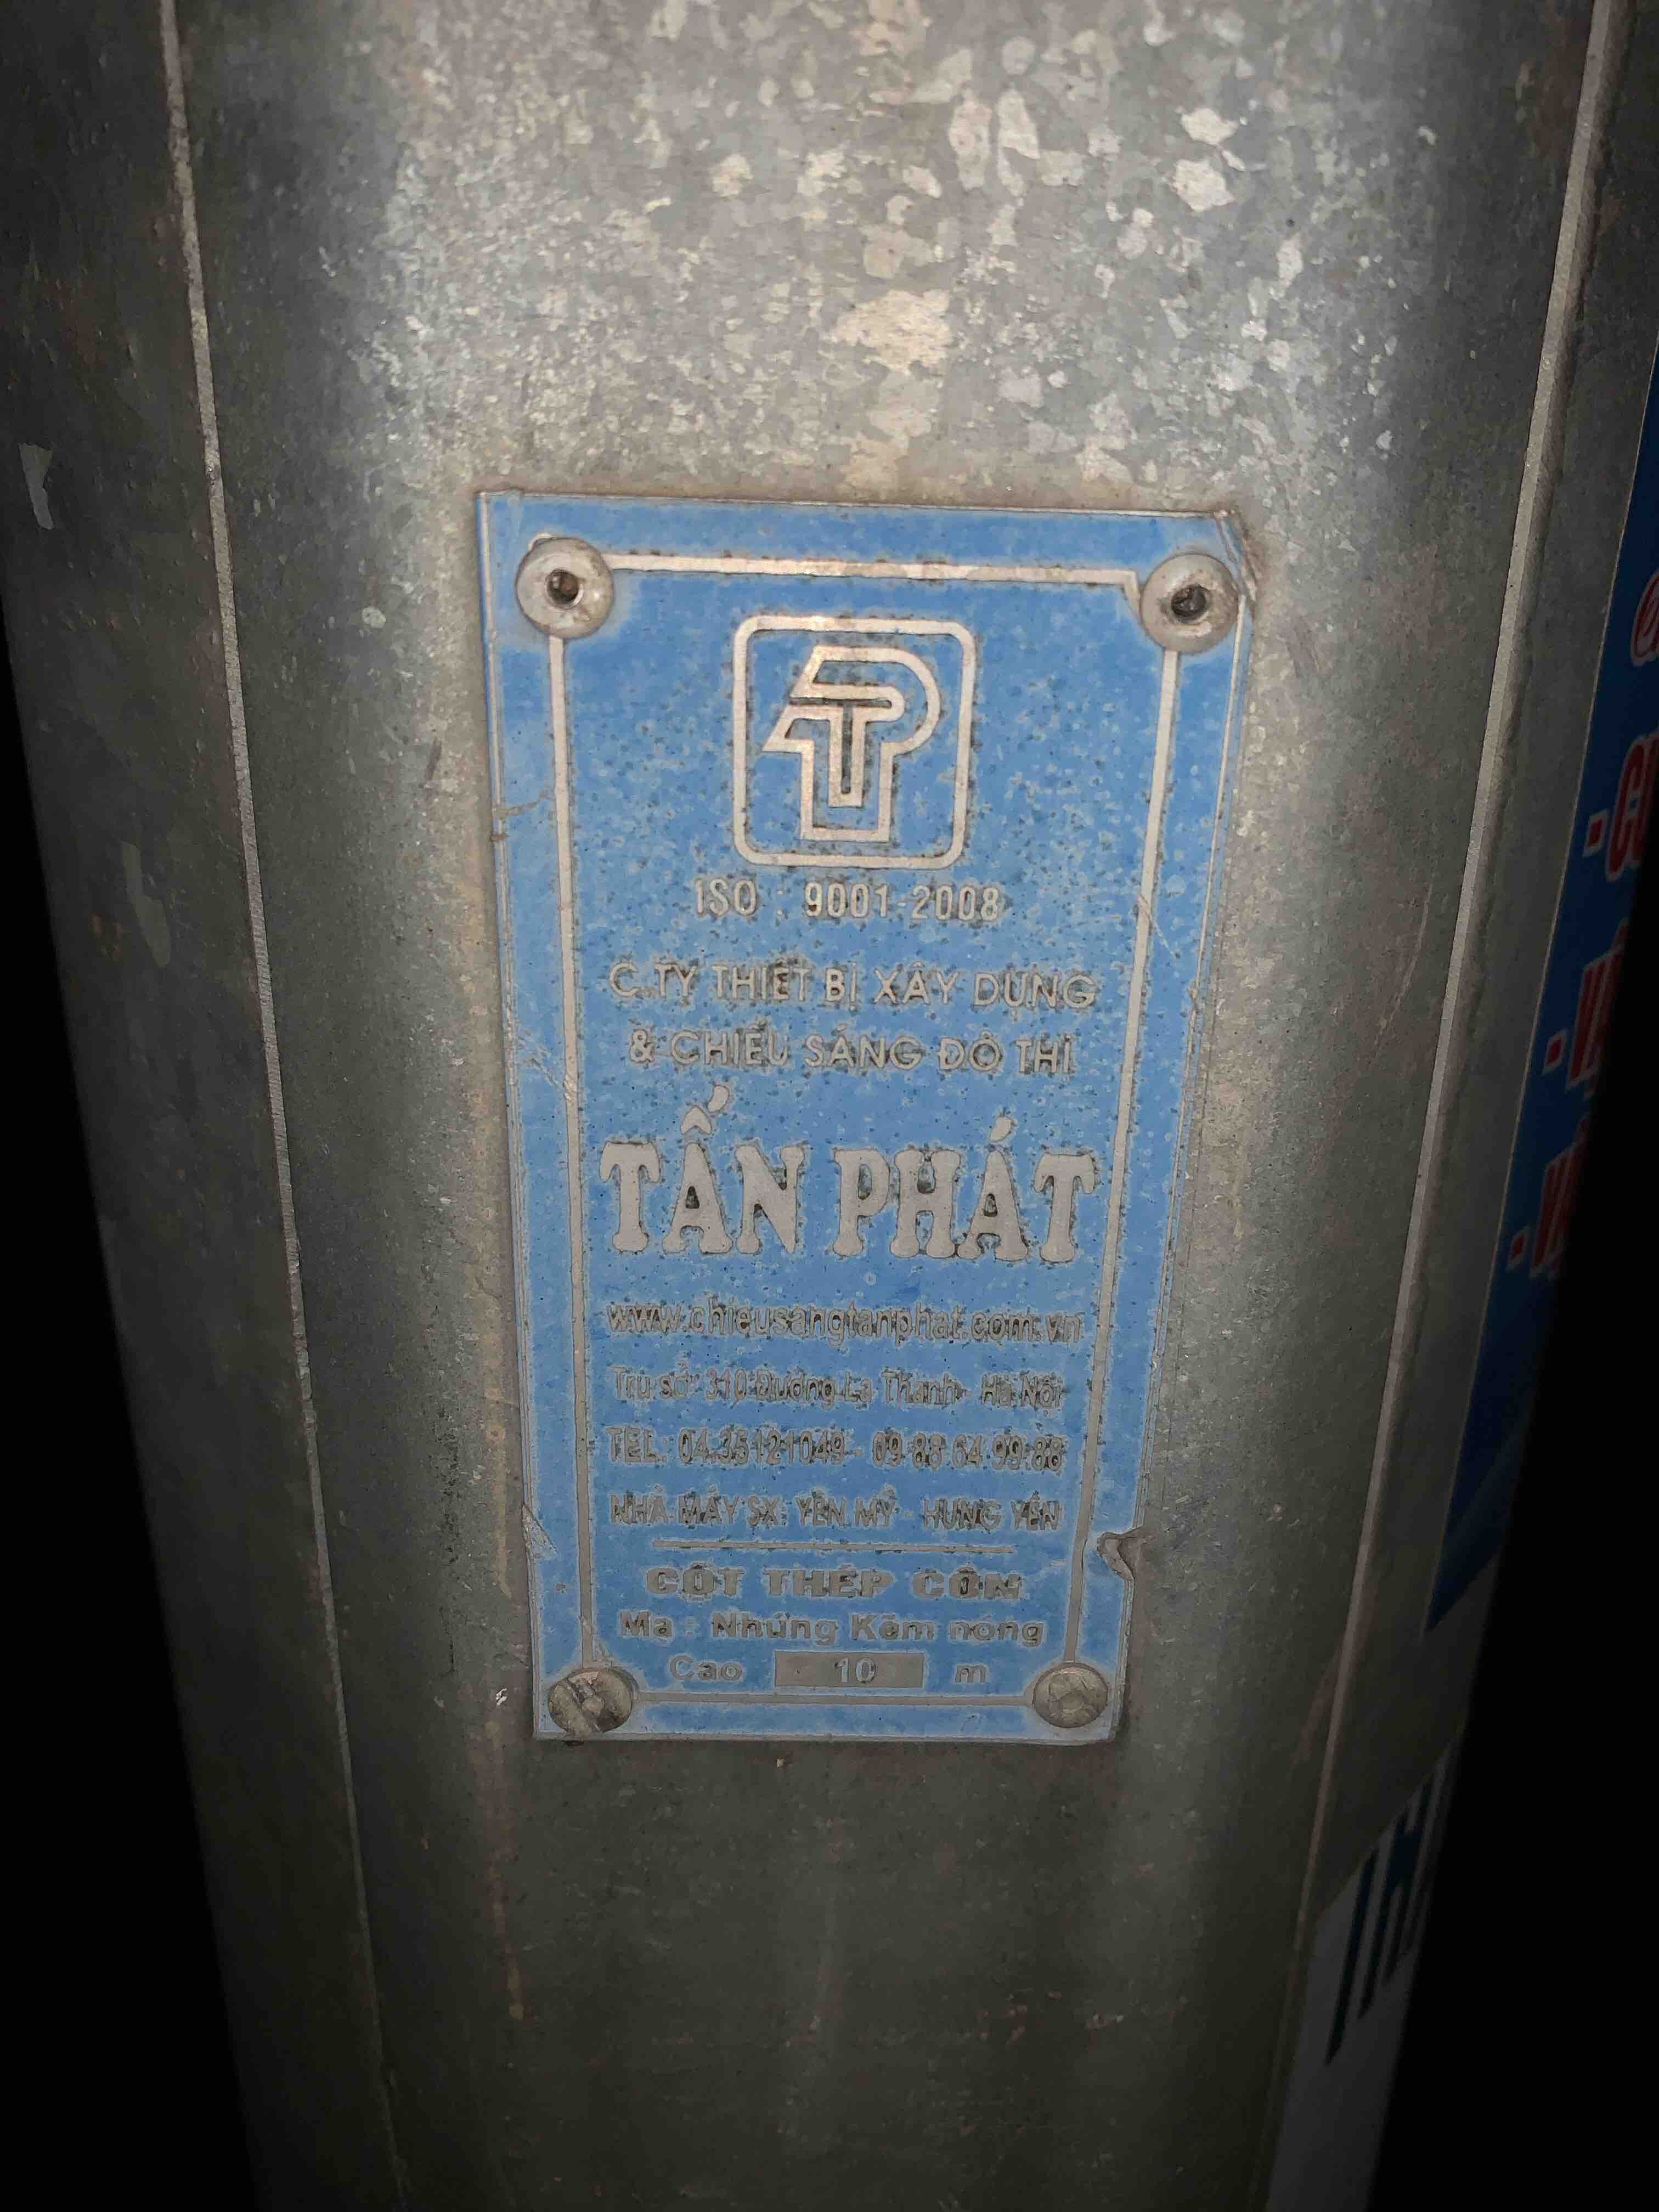 TP
ISO : 9001-2008
C.TY THIẾT BỊ XÂY DỰNG
& CHIẾU SÁNG ĐÔ THỊ
TẤN PHÁT
www.chieusangtanphat.com.vn
Trụ sở: 310 Đường La Thành - Hà Nội
TEL: 04.35121049 - 09 88 64 99 88
NHÀ MÁY SX: YÊN MỸ - HƯNG YÊN
CỘT THÉP CÔN
Mạ - Nhúng Kẽm nóng
Cao 10 m